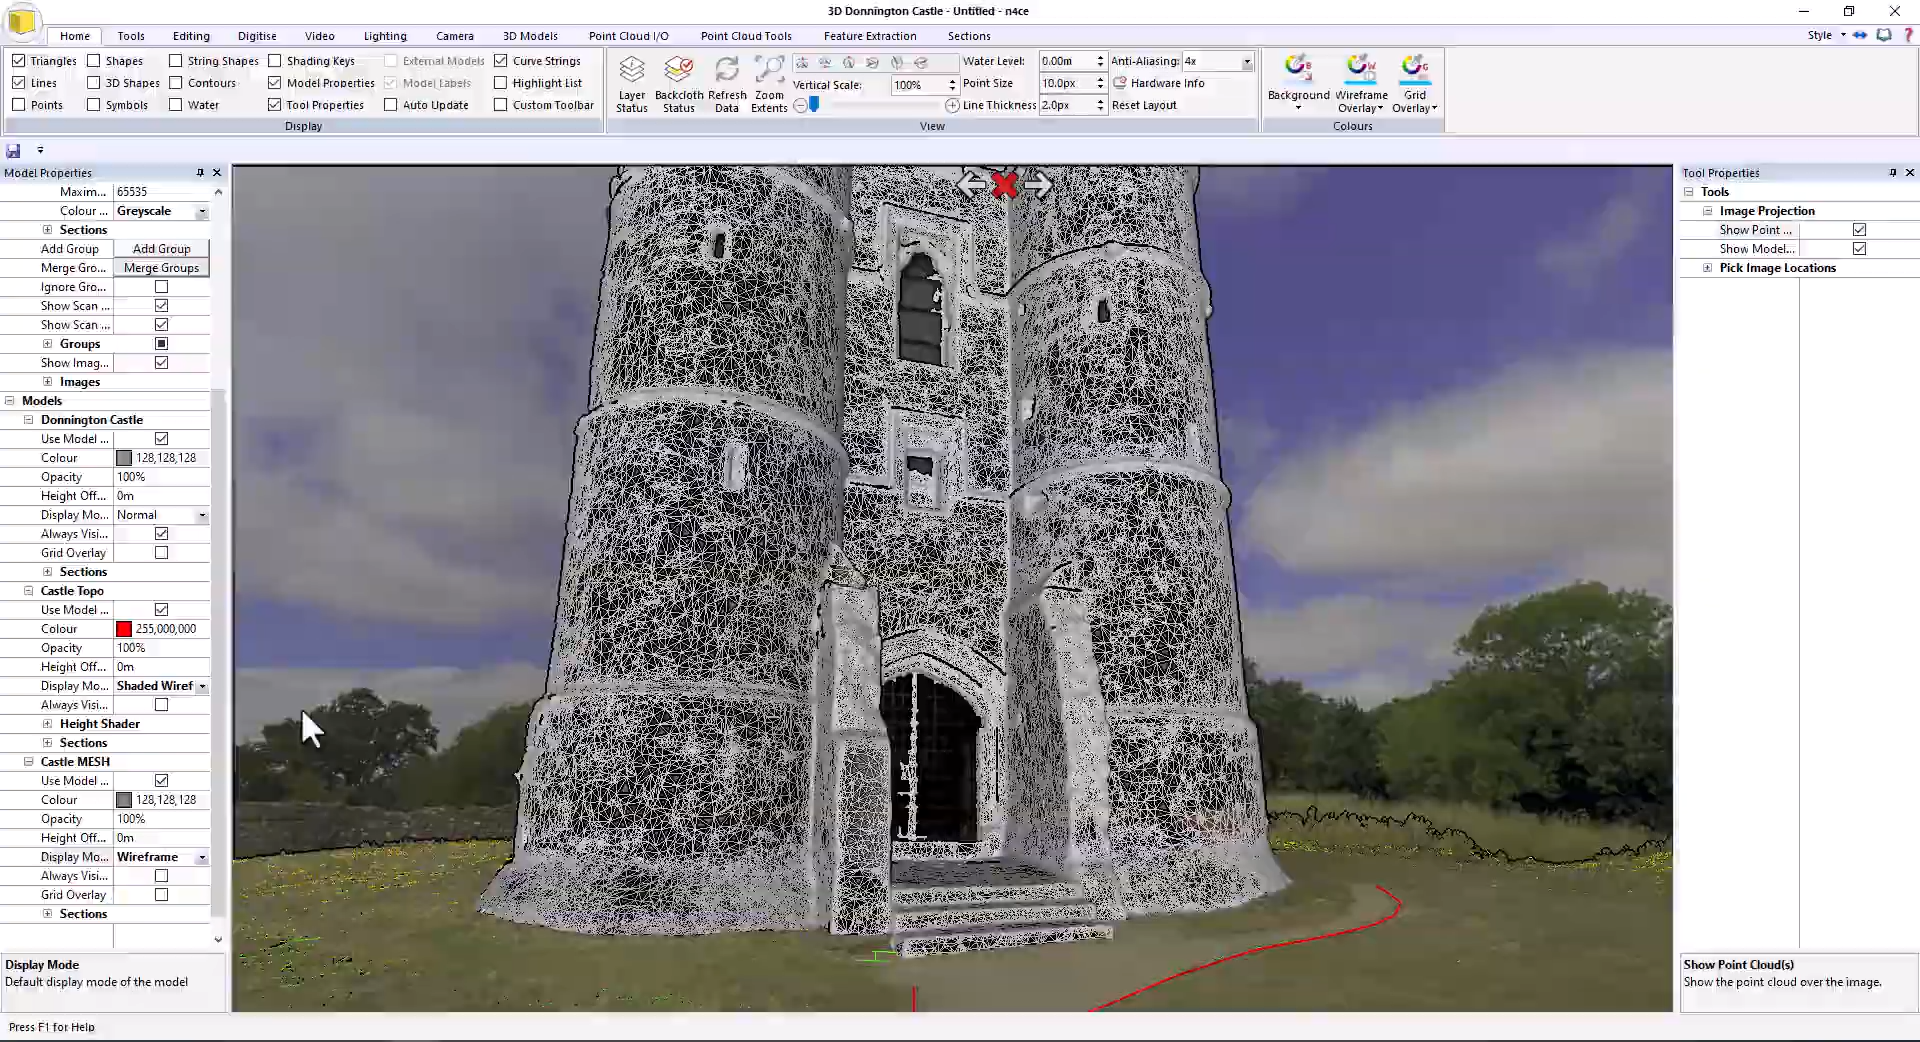 3D Donnington Castle - Untitled - n4ce
Home Tools Editing Digitise Video Lighting Camera 3D Models Point Cloud I/O Point Cloud Tools Feature Extraction Sections Style
Triangles Shapes String Shapes Shading Keys External Models Curve Strings
Lines 3D Shapes Contours Model Properties Model Labels Highlight List
Points Symbols Water Tool Properties Auto Update Custom Toolbar
Display
Layer Status
Backcloth Status
Refresh Data
Zoom Extents
Vertical Scale: 100%
Water Level: 0.00m Anti-Aliasing: 4x
Point Size 10.0px Hardware Info
Line Thickness 2.0px Reset Layout
View
Background
Wireframe Overlay
Grid Overlay
Colours
Model Properties
Maxim... 65535
Colour ... Greyscale
Sections
Add Group Add Group
Merge Gro... Merge Groups
Ignore Gro...
Show Scan ...
Show Scan ...
Groups
Show Imag...
Images
Models
Donnington Castle
Use Model ...
Colour 128,128,128
Opacity 100%
Height Off... 0m
Display Mo... Normal
Always Visi...
Grid Overlay
Sections
Castle Topo
Use Model ...
Colour 255,000,000
Opacity 100%
Height Off... 0m
Display Mo... Shaded Wiref
Always Visi...
Height Shader
Sections
Castle MESH
Use Model ...
Colour 128,128,128
Opacity 100%
Height Off... 0m
Display Mo... Wireframe
Always Visi...
Grid Overlay
Sections
Display Mode
Default display mode of the model
Press F1 for Help
Tool Properties
Tools
Image Projection
Show Point ...
Show Model...
Pick Image Locations
Show Point Cloud(s)
Show the point cloud over the image.